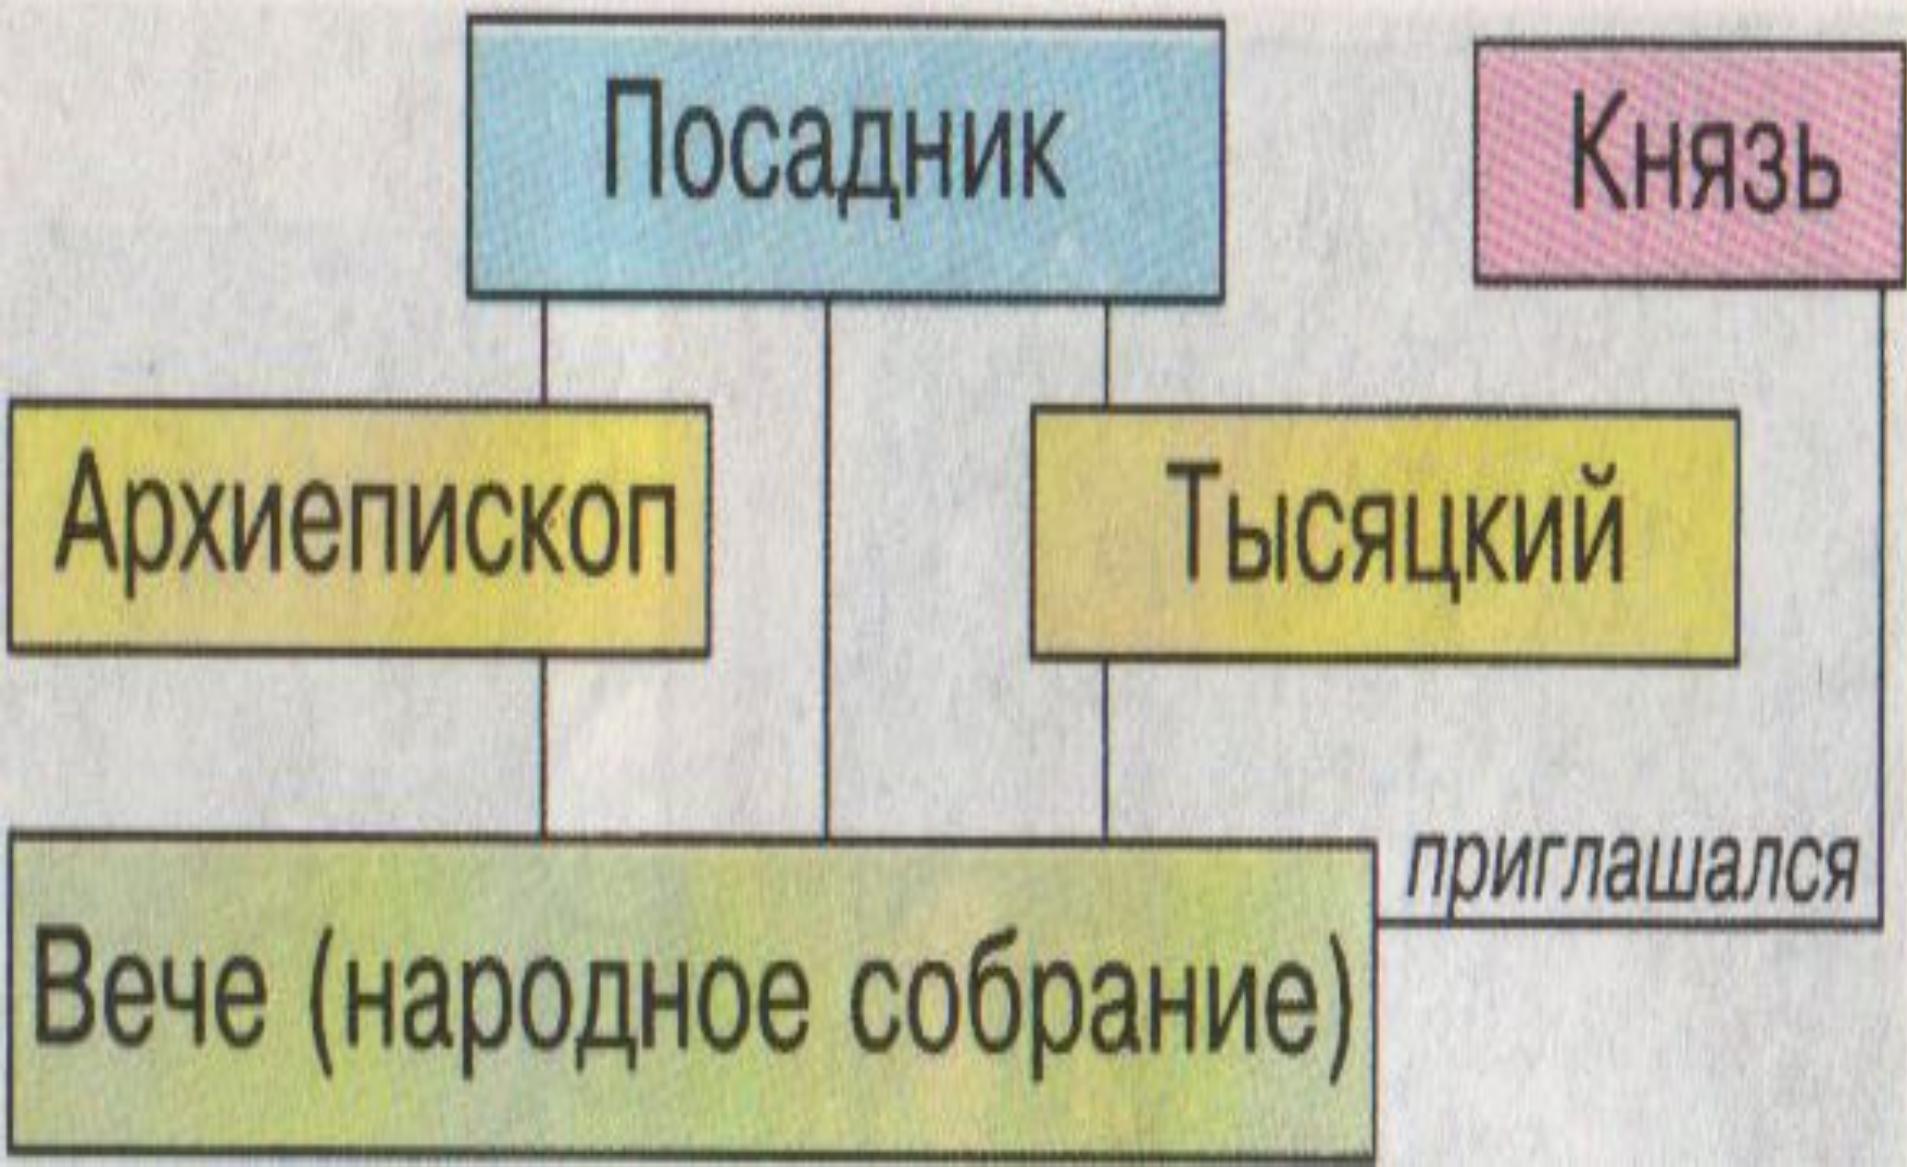 Посадник
Князь
Архиепископ
Тысяцкий
приглашался
Вече (народное собрание)